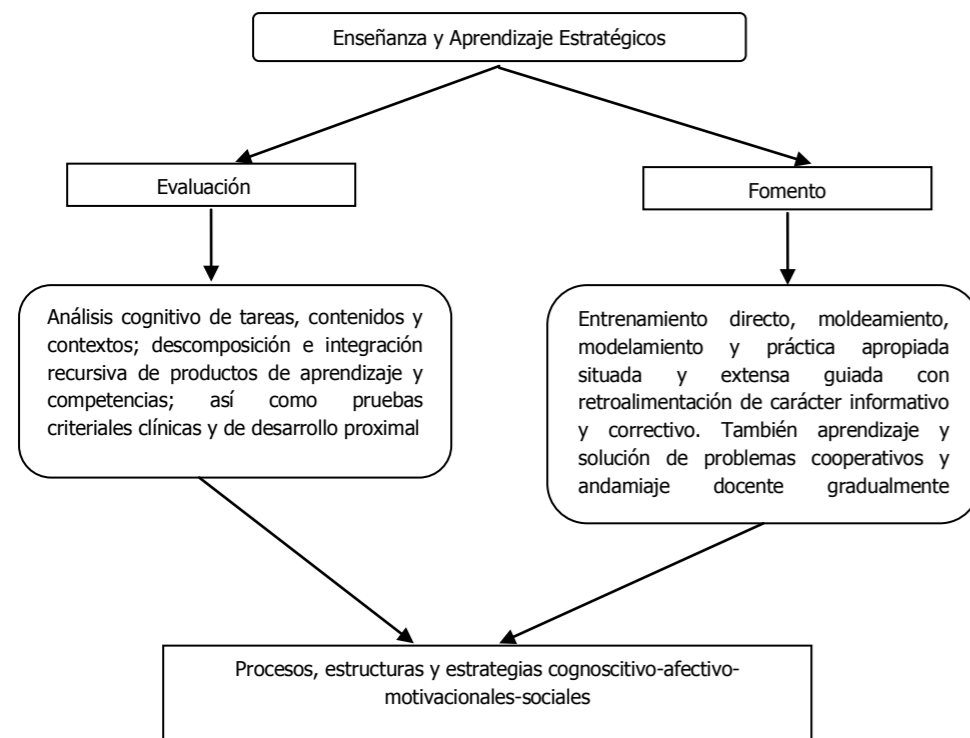 Enseñanza y Aprendizaje Estratégicos
Evaluación
Fomento
Análisis cognitivo de tareas, contenidos y
contextos; descomposición e integración
recursiva de productos de aprendizaje y
competencias; así como pruebas
criteriales clínicas y de desarrollo proximal
Entrenamiento directo, moldeamiento,
modelamiento y práctica apropiada
situada y extensa guiada con
retroalimentación de carácter informativo
y correctivo. También aprendizaje y
solución de problemas cooperativos y
andamiaje docente gradualmente
Procesos, estructuras y estrategias cognoscitivo-afectivo-
motivacionales-sociales